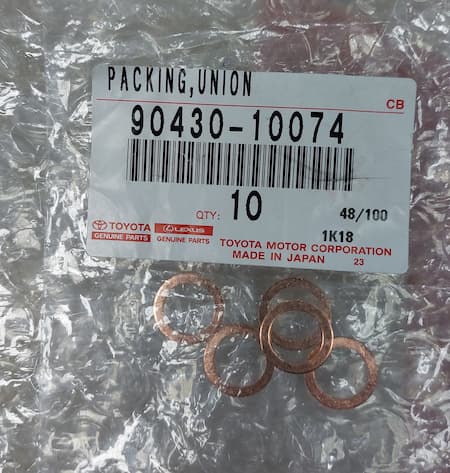 PACKING,UNION
CB
90430-10074
QTY: 10 48/100
TOYOTA LEXUS 1K18
GENUINE PARTS GENUINE PARTS TOYOTA MOTOR CORPORATION
MADE IN JAPAN 23